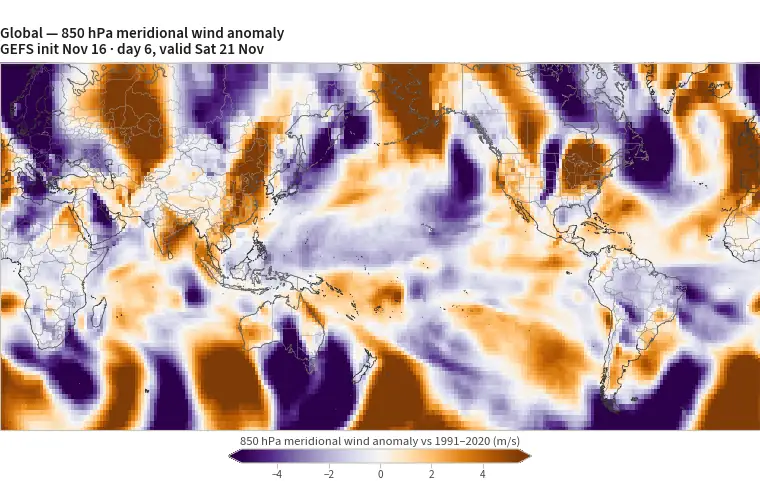 Global — 850 hPa meridional wind anomaly
GEFS init Nov 16 · day 6, valid Sat 21 Nov
850 hPa meridional wind anomaly vs 1991–2020 (m/s)
−4 −2 0 2 4